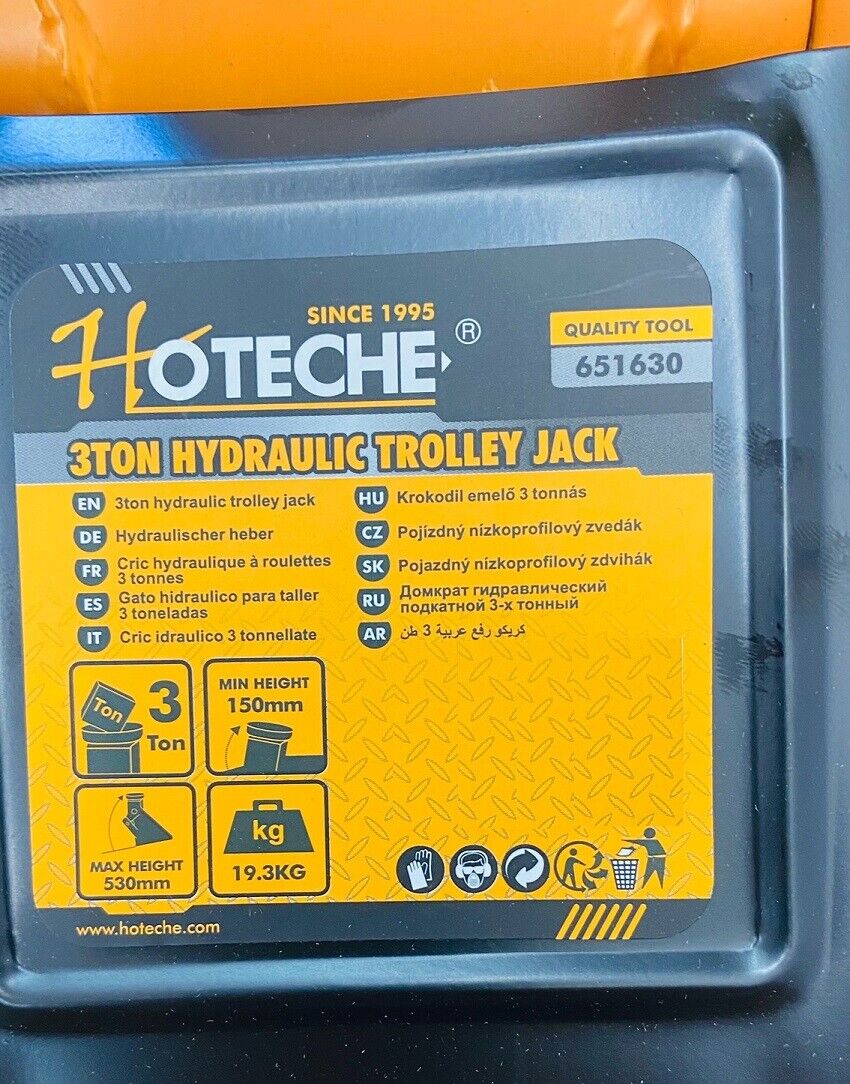 SINCE 1995
HOTECHE®
QUALITY TOOL
651630
3TON HYDRAULIC TROLLEY JACK
EN 3ton hydraulic trolley jack
DE Hydraulischer heber
FR Cric hydraulique à roulettes
3 tonnes
ES Gato hidraulico para taller
3 toneladas
IT Cric idraulico 3 tonnellate
HU Krokodil emelő 3 tonnás
CZ Pojízdný nízkoprofilový zvedák
SK Pojazdný nízkoprofilový zdvihák
RU Домкрат гидравлический
подкатной 3-х тонный
AR كريكو رفع عربية 3 طن
Ton 3
Ton
MIN HEIGHT
150mm
MAX HEIGHT
530mm
kg
19.3KG
www.hoteche.com